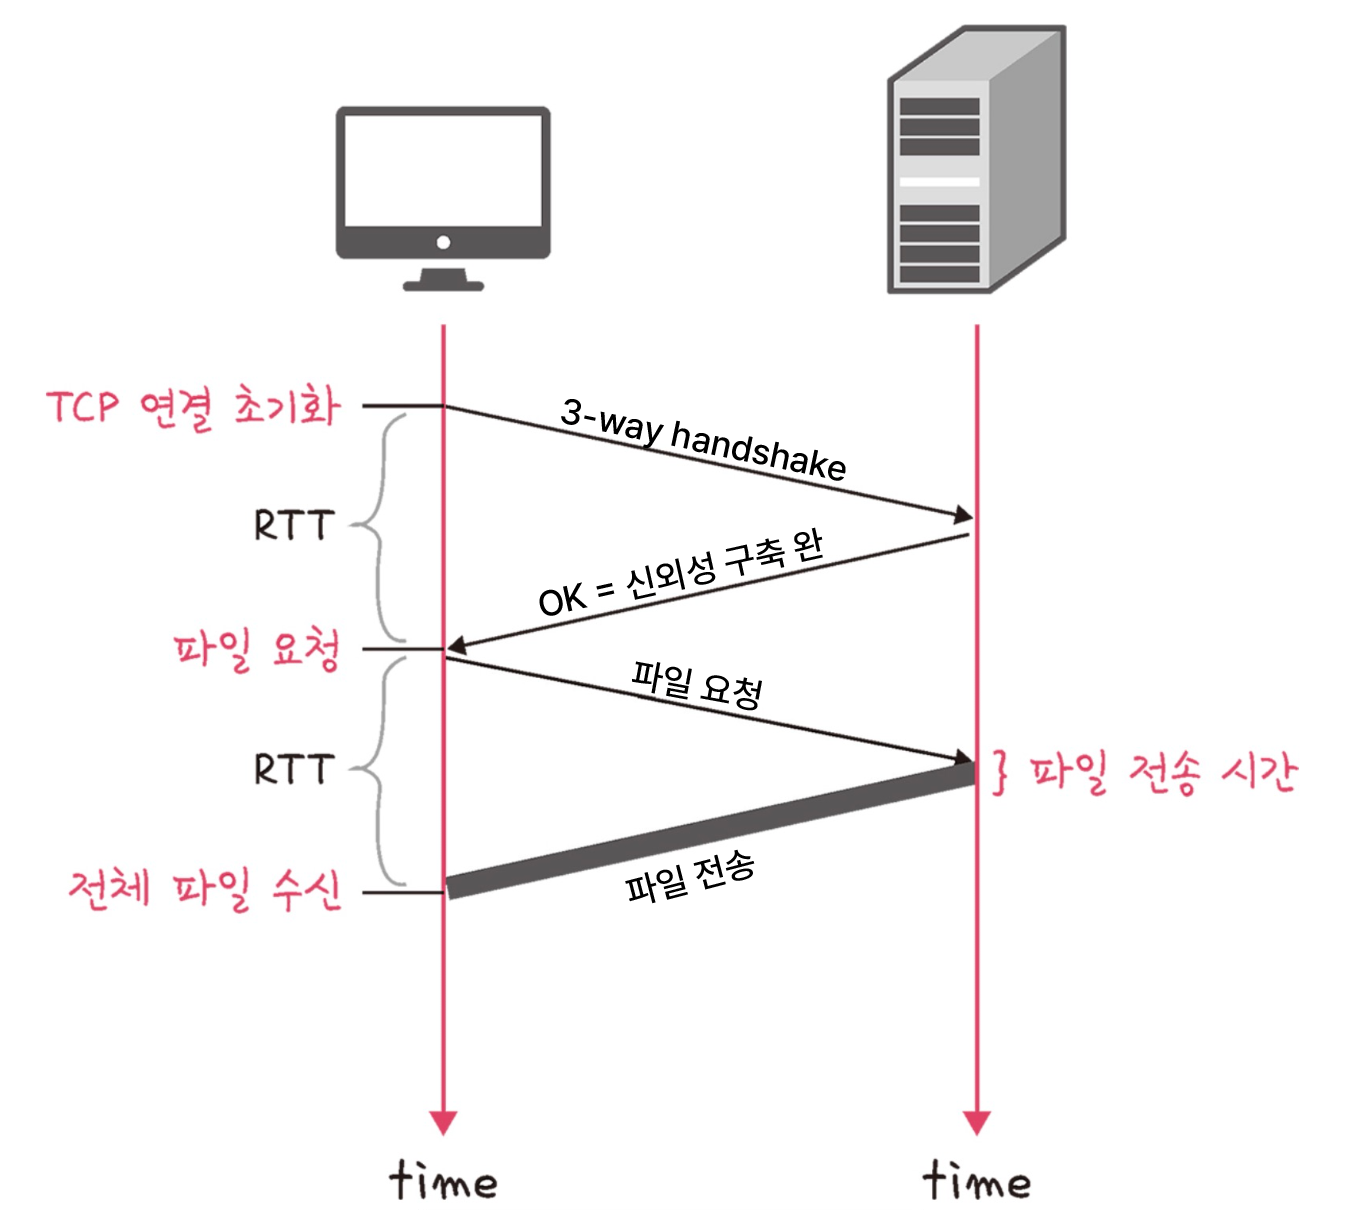 TCP 연결 초기화
3-way handshake
RTT
OK = 신외성 구축 완
파일 요청
파일 요청
RTT
} 파일 전송 시간
전체 파일 수신
파일 전송
time
time